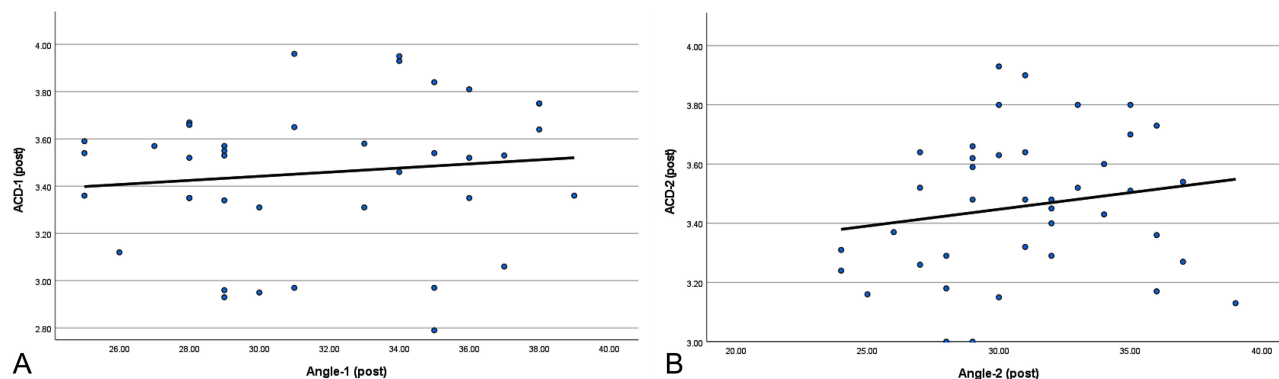 4.00
3.80
3.60
3.40
3.20
3.00
2.80
ACD-1 (post)
26.00 28.00 30.00 32.00 34.00 36.00 38.00 40.00
Angle-1 (post)
A
4.00
3.80
3.60
3.40
3.20
3.00
ACD-2 (post)
20.00 25.00 30.00 35.00 40.00
Angle-2 (post)
B